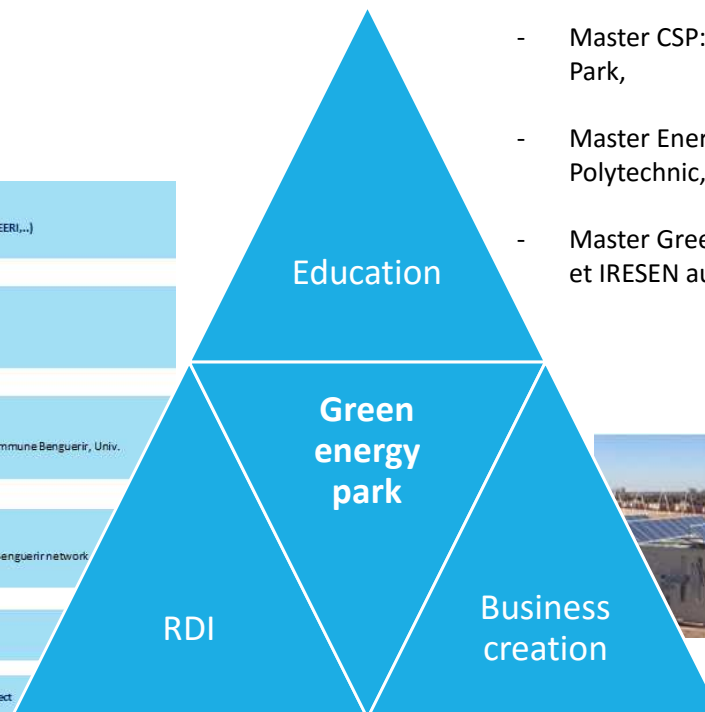 - Master CSP:
Park,
- Master Ener
Polytechnic,
- Master Gree
et IRESEN au
EERI,..)
mmune Benguerir, Univ.
Benguerir network
ect
Education
Green
energy
park
RDI
Business
creation